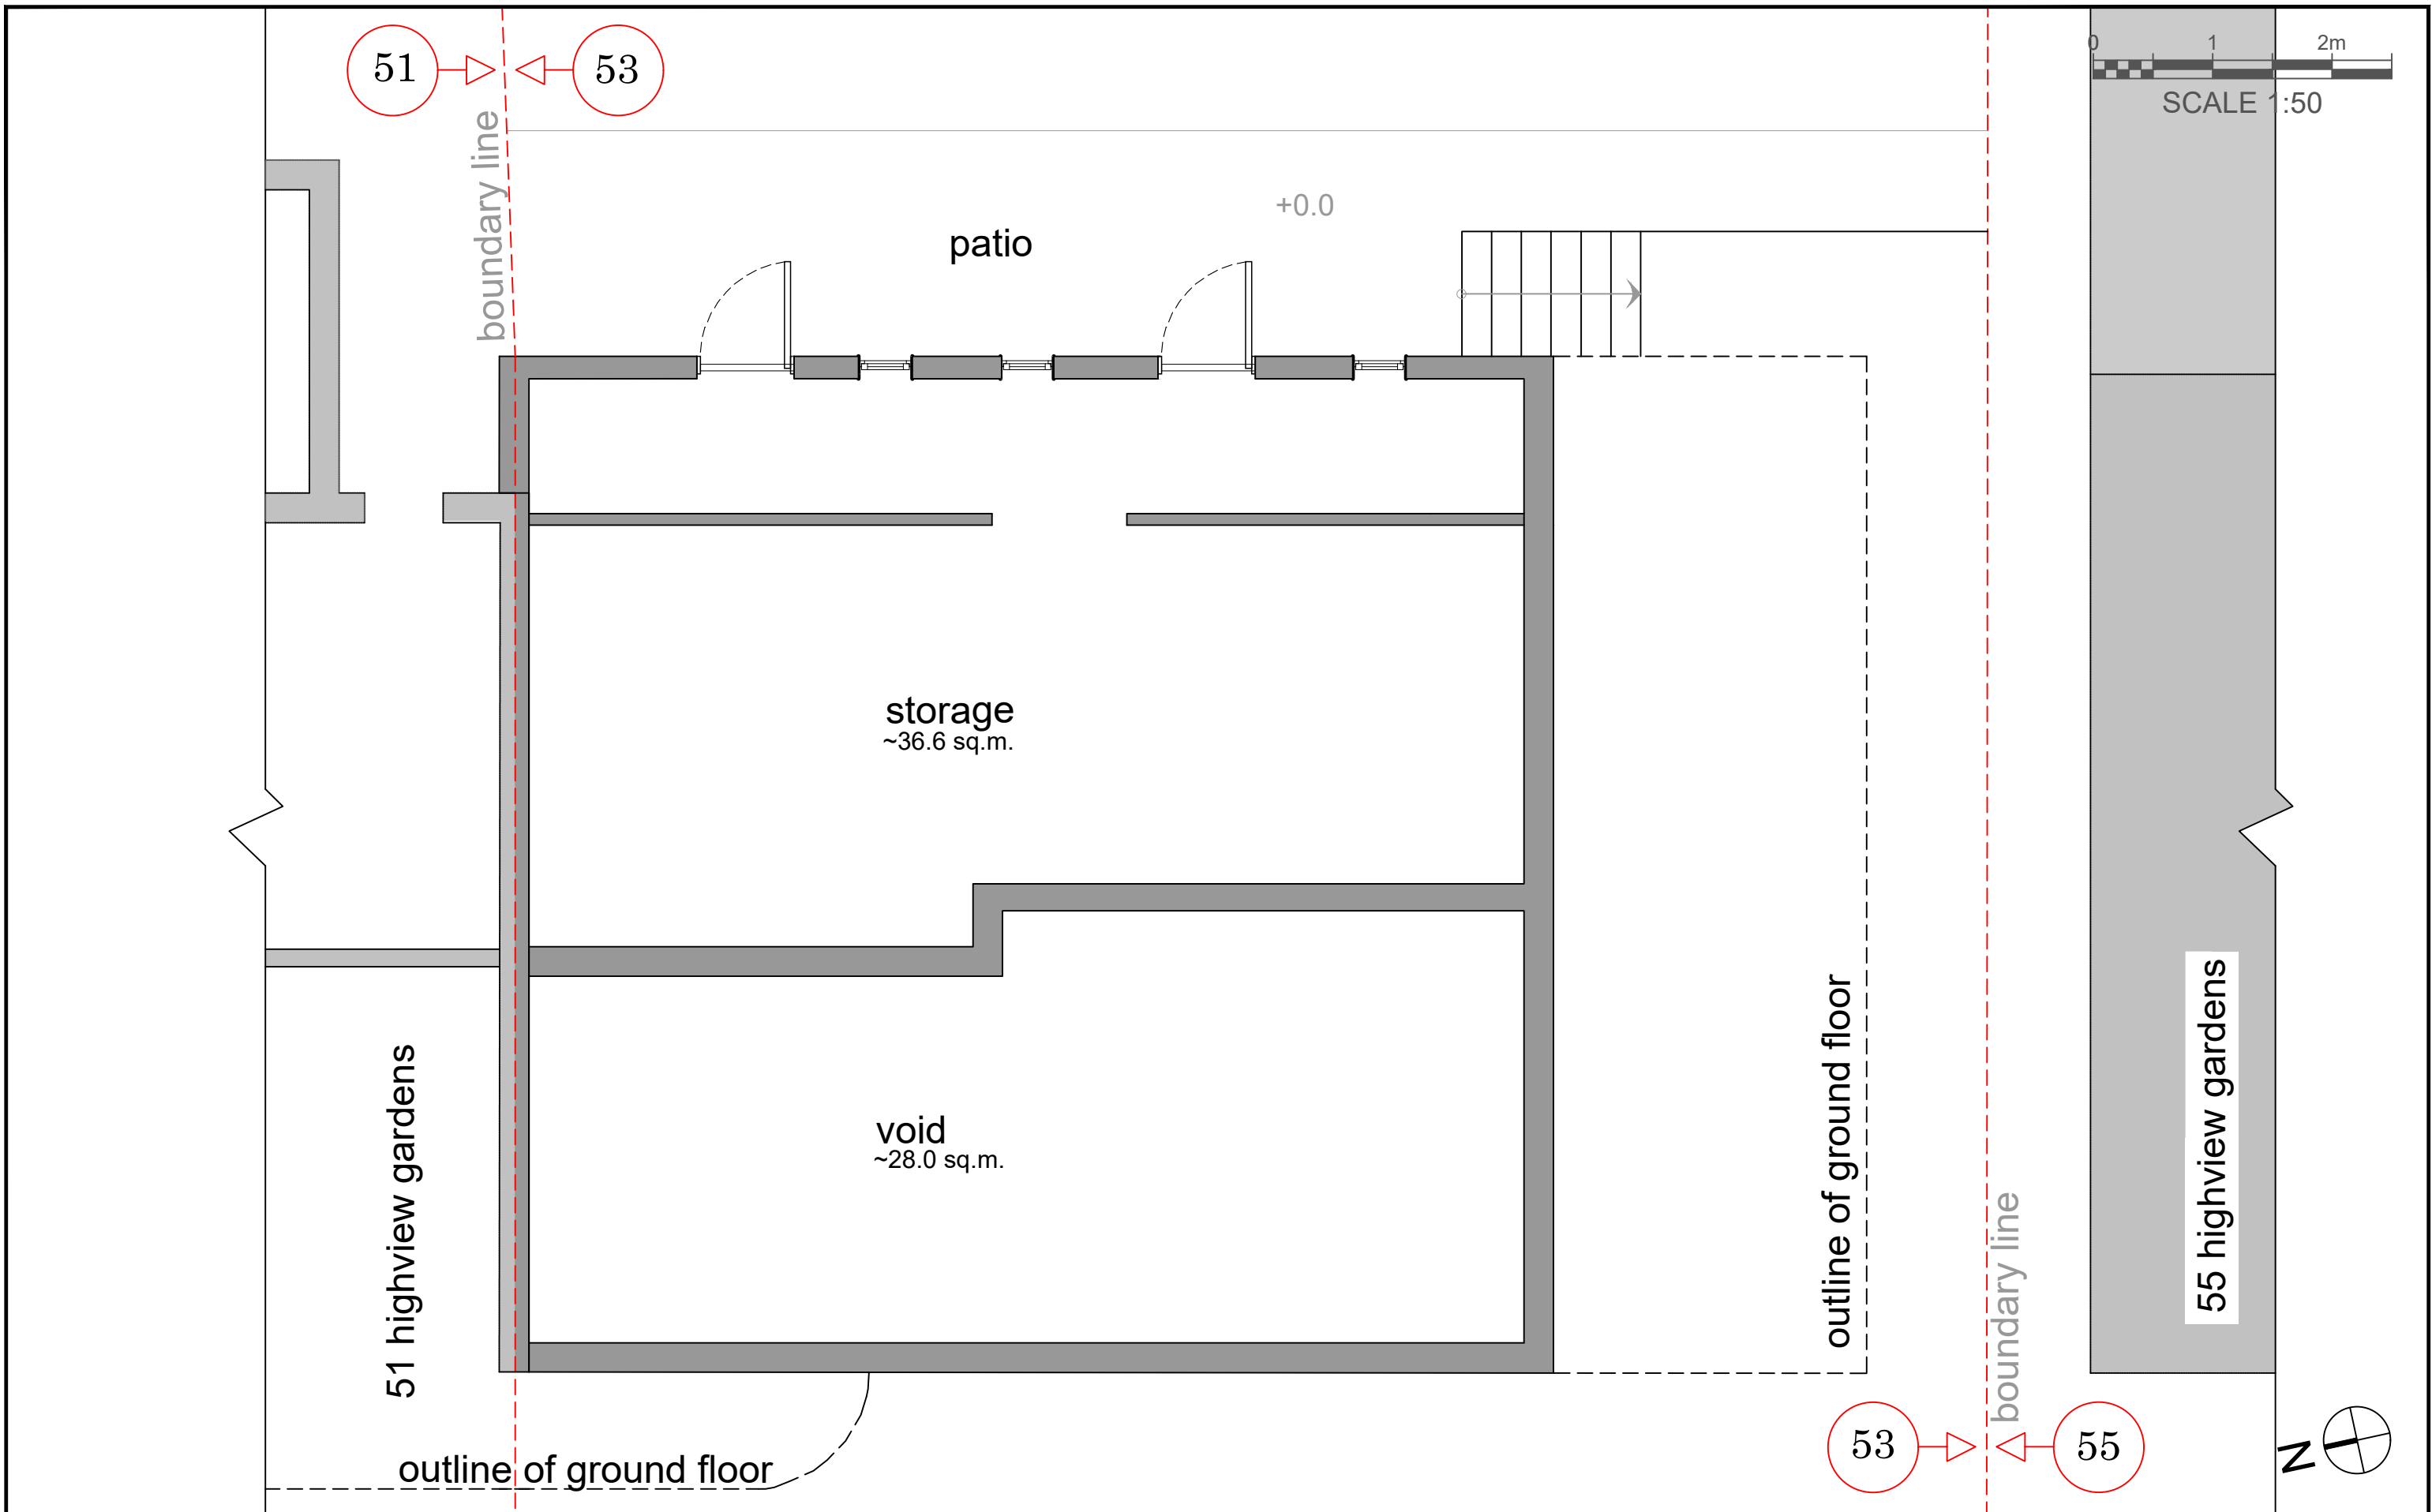 51
53
0 1 2m
SCALE 1:50
boundary line
+0.0
patio
storage
~36.6 sq.m.
void
~28.0 sq.m.
51 highview gardens
outline of ground floor
55 highview gardens
boundary line
outline of ground floor
53
55
N